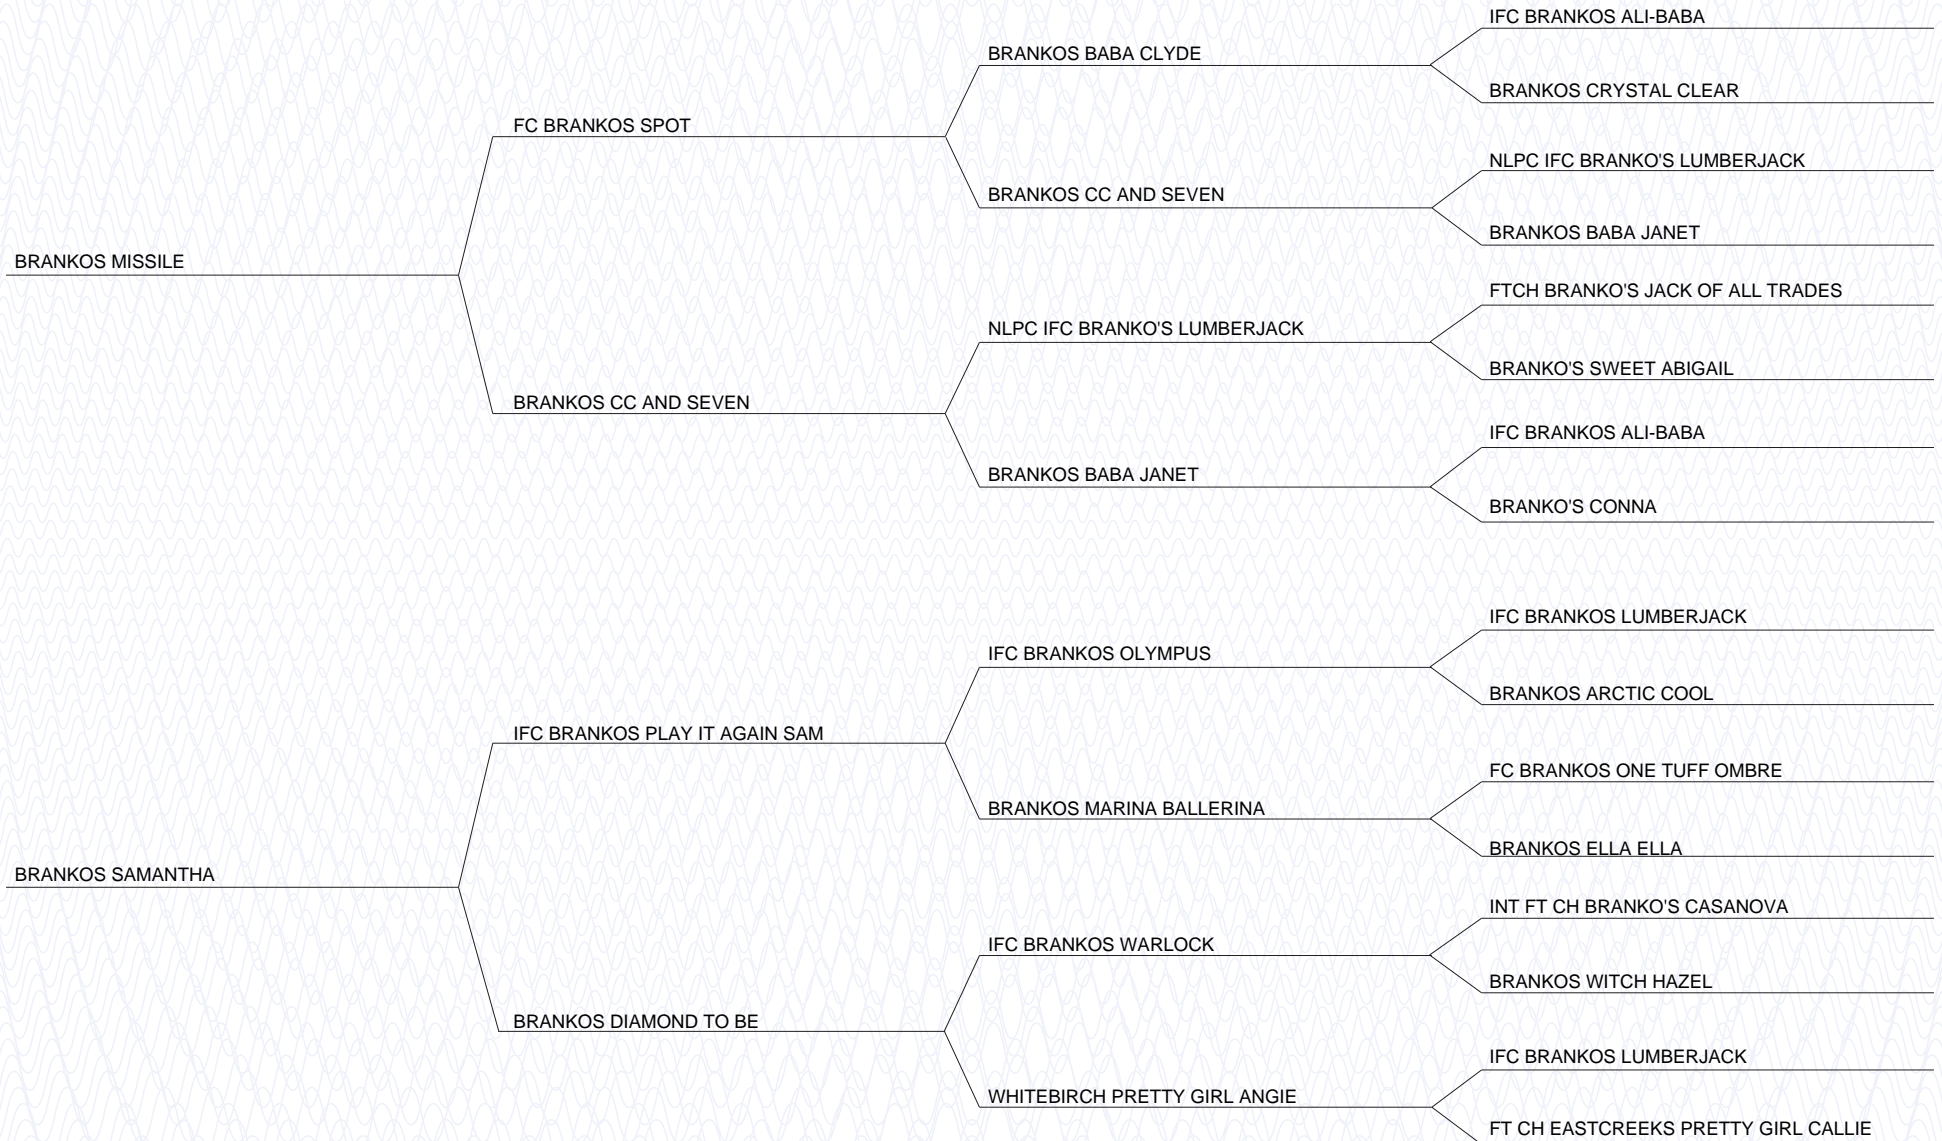 IFC BRANKOS ALI-BABA
BRANKOS BABA CLYDE
BRANKOS CRYSTAL CLEAR
FC BRANKOS SPOT
NLPC IFC BRANKO'S LUMBERJACK
BRANKOS CC AND SEVEN
BRANKOS BABA JANET
BRANKOS MISSILE
FTCH BRANKO'S JACK OF ALL TRADES
NLPC IFC BRANKO'S LUMBERJACK
BRANKO'S SWEET ABIGAIL
BRANKOS CC AND SEVEN
IFC BRANKOS ALI-BABA
BRANKOS BABA JANET
BRANKO'S CONNA
IFC BRANKOS LUMBERJACK
IFC BRANKOS OLYMPUS
BRANKOS ARCTIC COOL
IFC BRANKOS PLAY IT AGAIN SAM
FC BRANKOS ONE TUFF OMBRE
BRANKOS MARINA BALLERINA
BRANKOS ELLA ELLA
BRANKOS SAMANTHA
INT FT CH BRANKO'S CASANOVA
IFC BRANKOS WARLOCK
BRANKOS WITCH HAZEL
BRANKOS DIAMOND TO BE
IFC BRANKOS LUMBERJACK
WHITEBIRCH PRETTY GIRL ANGIE
FT CH EASTCREEKS PRETTY GIRL CALLIE